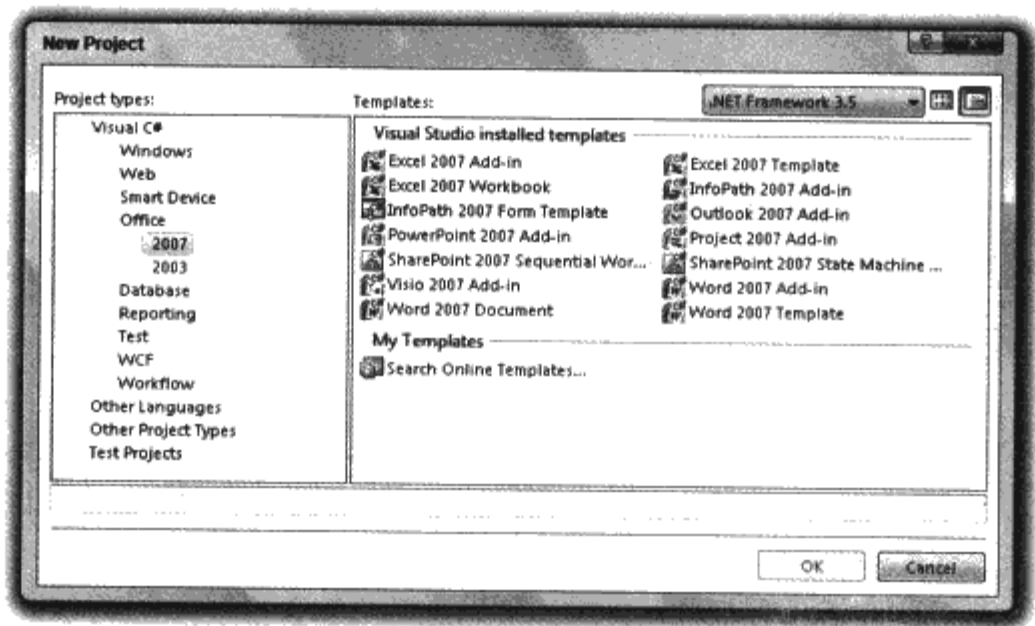 New Project
Project types:
Templates:
.NET Framework 3.5
Visual C#
Windows
Web
Smart Device
Office
2007
2003
Database
Reporting
Test
WCF
Workflow
Other Languages
Other Project Types
Test Projects
Visual Studio installed templates
Excel 2007 Add-in
Excel 2007 Template
Excel 2007 Workbook
InfoPath 2007 Add-in
InfoPath 2007 Form Template
Outlook 2007 Add-in
PowerPoint 2007 Add-in
Project 2007 Add-in
SharePoint 2007 Sequential Wor...
SharePoint 2007 State Machine ...
Visio 2007 Add-in
Word 2007 Add-in
Word 2007 Document
Word 2007 Template
My Templates
Search Online Templates...
OK
Cancel